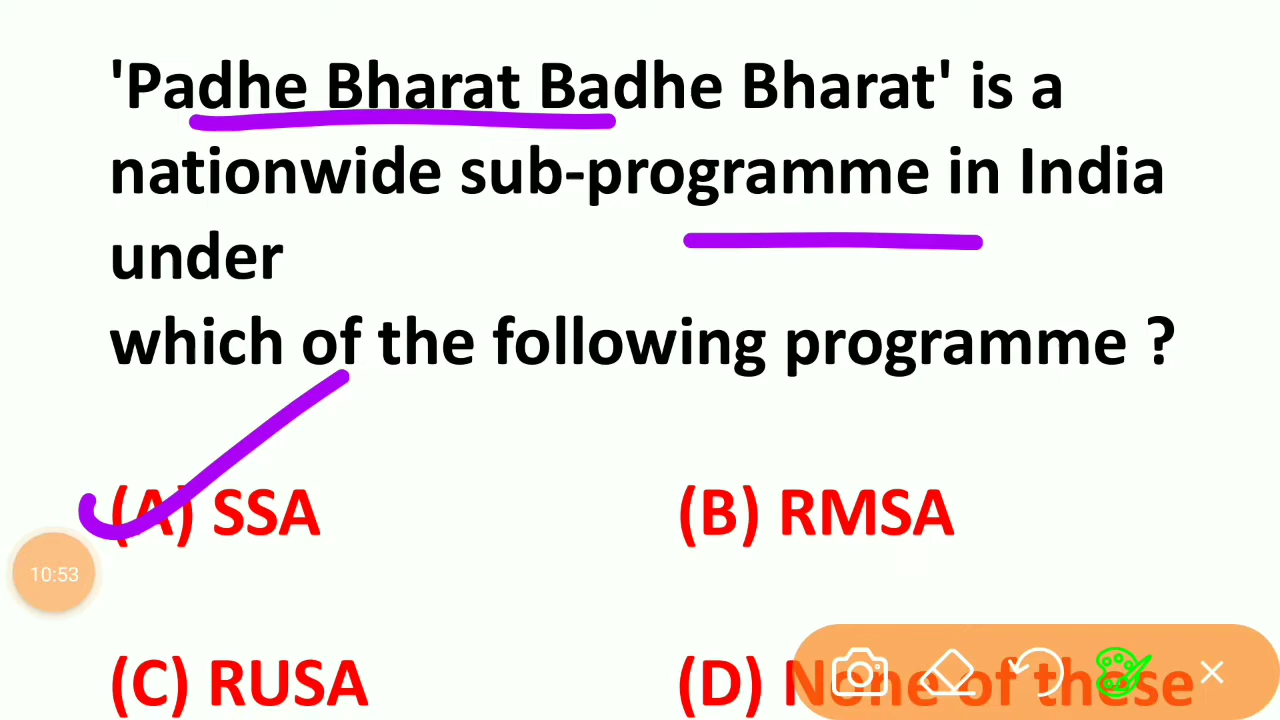 'Padhe Bharat Badhe Bharat' is a
nationwide sub-programme in India
under
which of the following programme ?
(A) SSA (B) RMSA
10:53
(C) RUSA (D) None of these